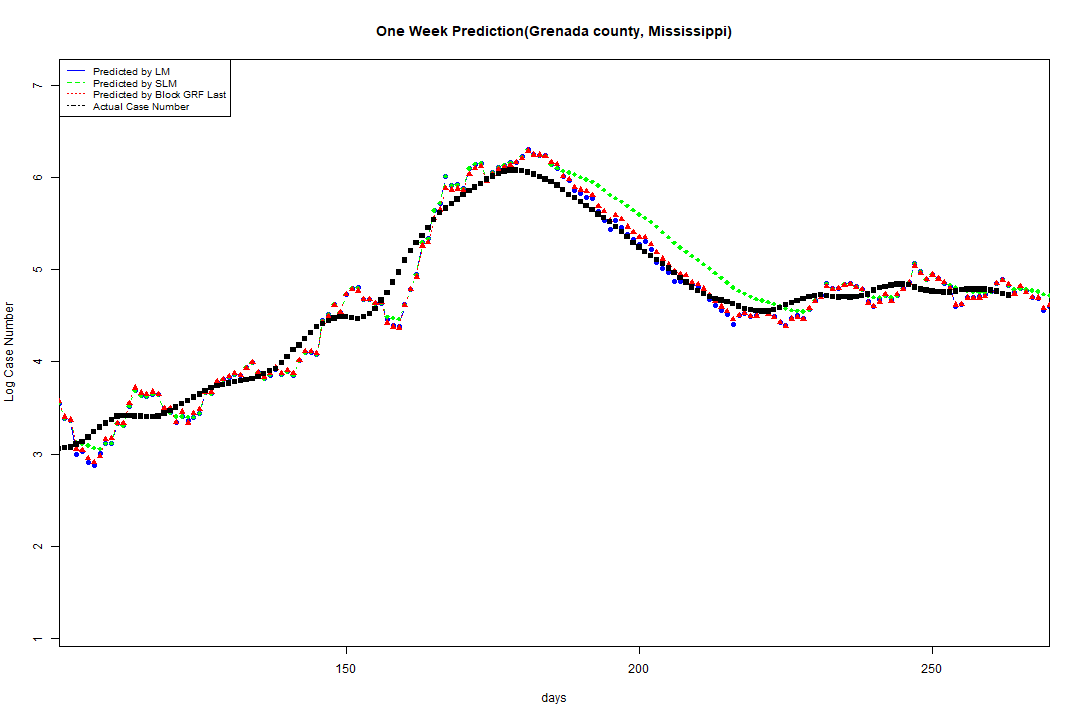 One Week Prediction(Grenada county, Mississippi)
Predicted by LM
Predicted by SLM
Predicted by Block GRF Last
Actual Case Number
7
6
5
4
3
2
1
Log Case Number
150
200
250
days